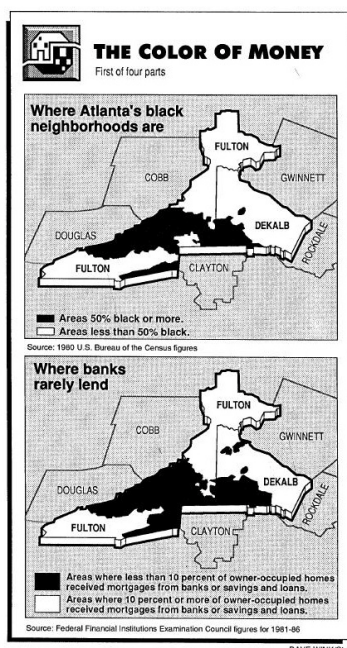 THE COLOR OF MONEY
First of four parts
Where Atlanta's black
neighborhoods are
FULTON
COBB
GWINNETT
DOUGLAS
DEKALB
ROCKDALE
FULTON
CLAYTON
Areas 50% black or more.
Areas less than 50% black.
Source: 1980 U.S. Bureau of the Census figures
Where banks
rarely lend
FULTON
COBB
GWINNETT
DOUGLAS
DEKALB
ROCKDALE
FULTON
CLAYTON
Areas where less than 10 percent of owner-occupied homes
received mortgages from banks or savings and loans.
Areas where 10 percent or more of owner-occupied homes
received mortgages from banks or savings and loans.
Source: Federal Financial Institutions Examination Council figures for 1981-86